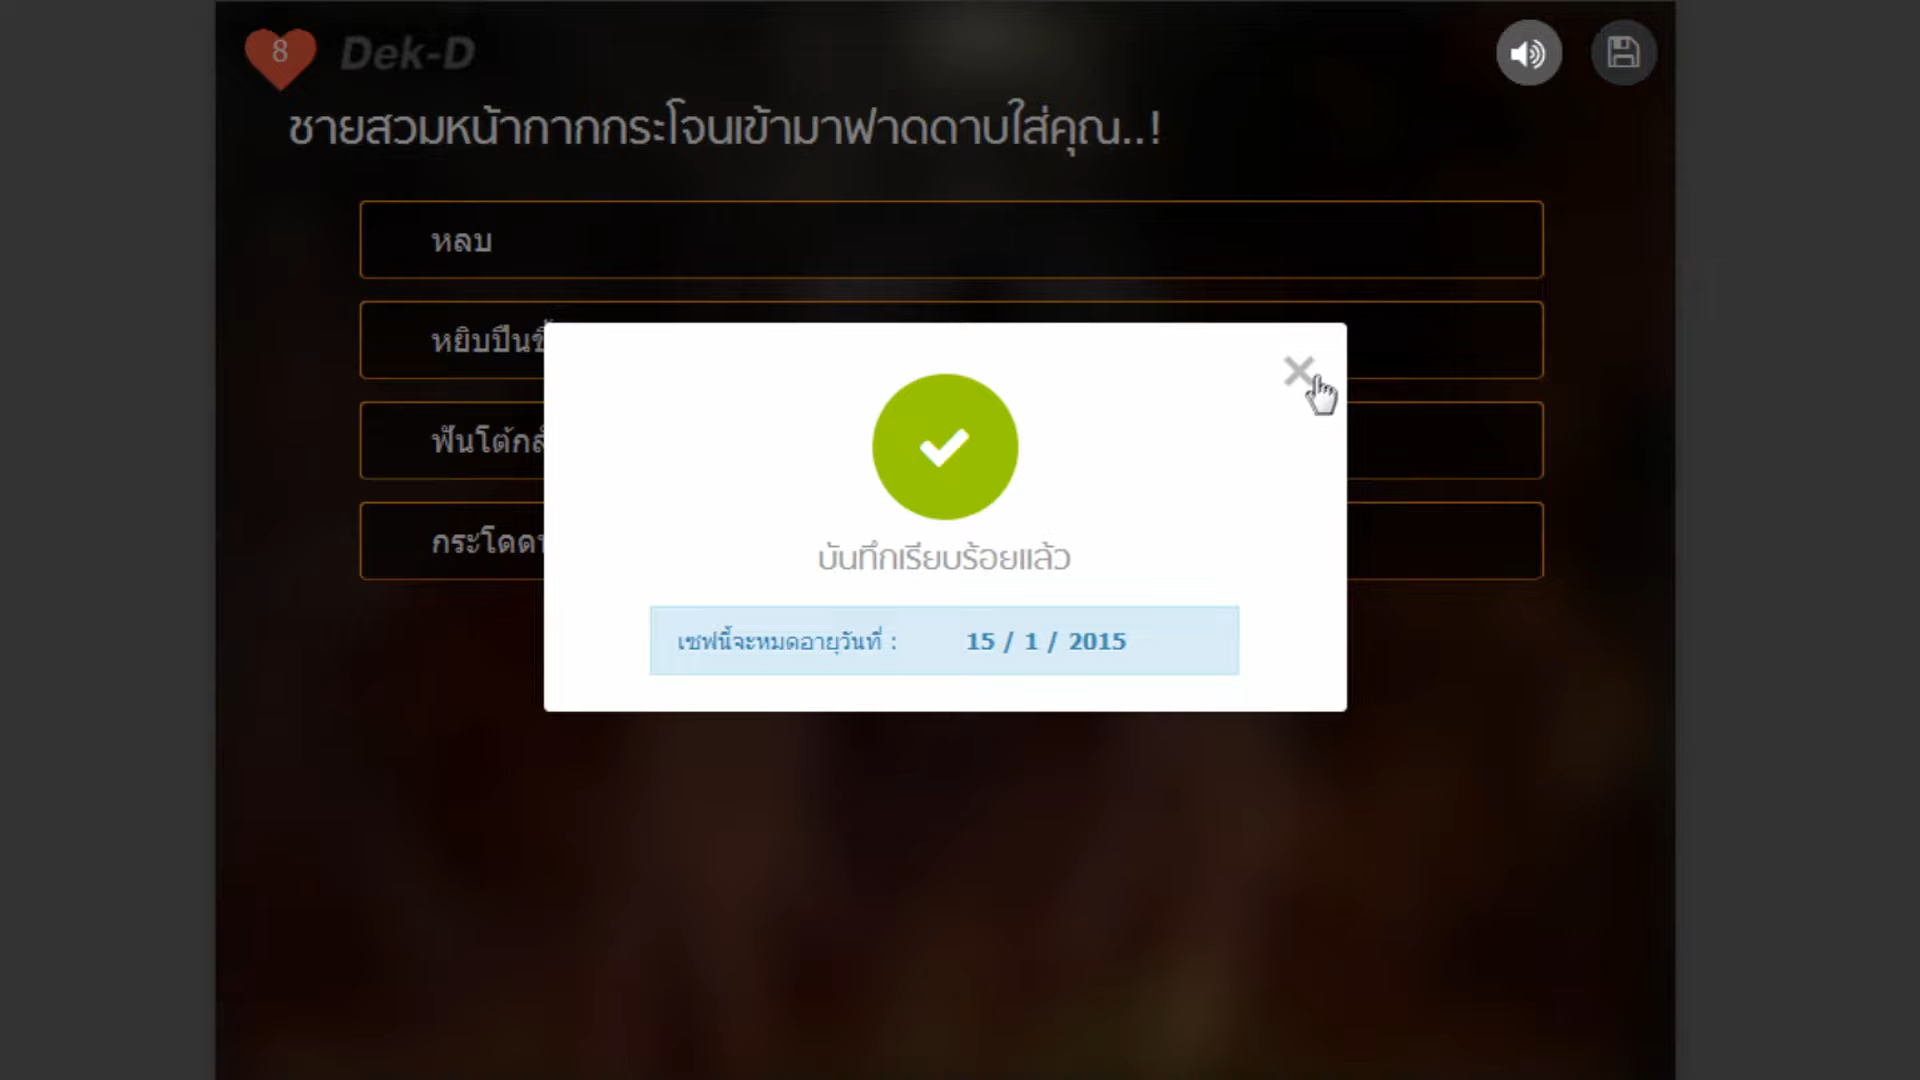 8 Dek-D
ชายสวมหน้ากากกระโจนเข้ามาฟาดดาบใส่คุณ..!
หลบ
หยิบปืน
ฟันโต้
กระโดด
บันทึกเรียบร้อยแล้ว
เซฟนี้จะหมดอายุวันที่ : 15 / 1 / 2015